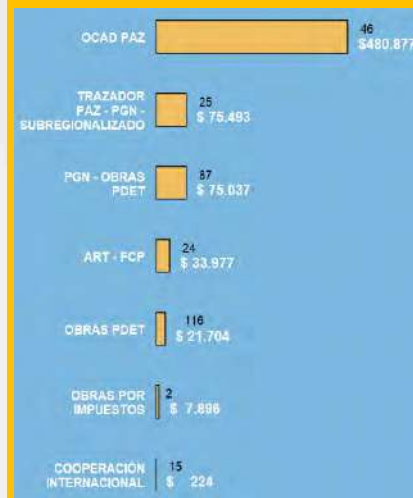 OCAD PAZ
46
$480.877
TRAZADOR
PAZ - PGN -
SUBREGIONALIZADO
25
$ 75.493
PGN - OBRAS
PDET
87
$ 75.037
ART - FCP
24
$ 33.977
OBRAS PDET
116
$ 21.704
OBRAS POR
IMPUESTOS
2
$ 7.896
COOPERACIÓN
INTERNACIONAL
15
$ 224